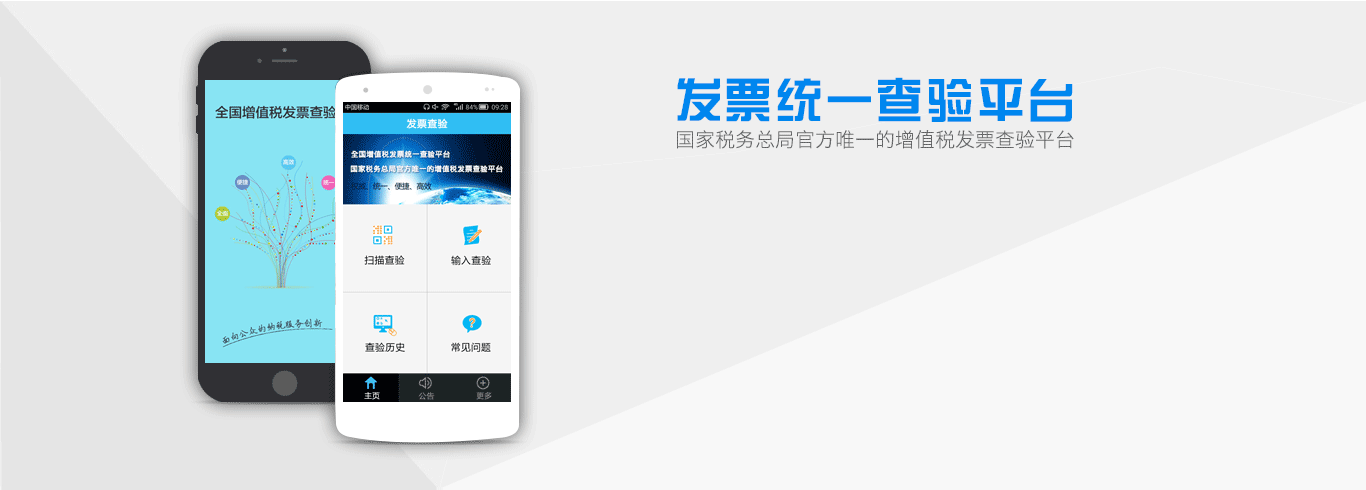 发票统一查验平台
国家税务总局官方唯一的增值税发票查验平台
全国增值税发票查验
高效
便捷
统一
全面
面向公众的纳税服务创新
中国移动 84% 09:28
发票查验
全国增值税发票统一查验平台
国家税务总局官方唯一的增值税发票查验平台
权威、统一、便捷、高效
扫描查验 输入查验
查验历史 常见问题
主页 公告 更多